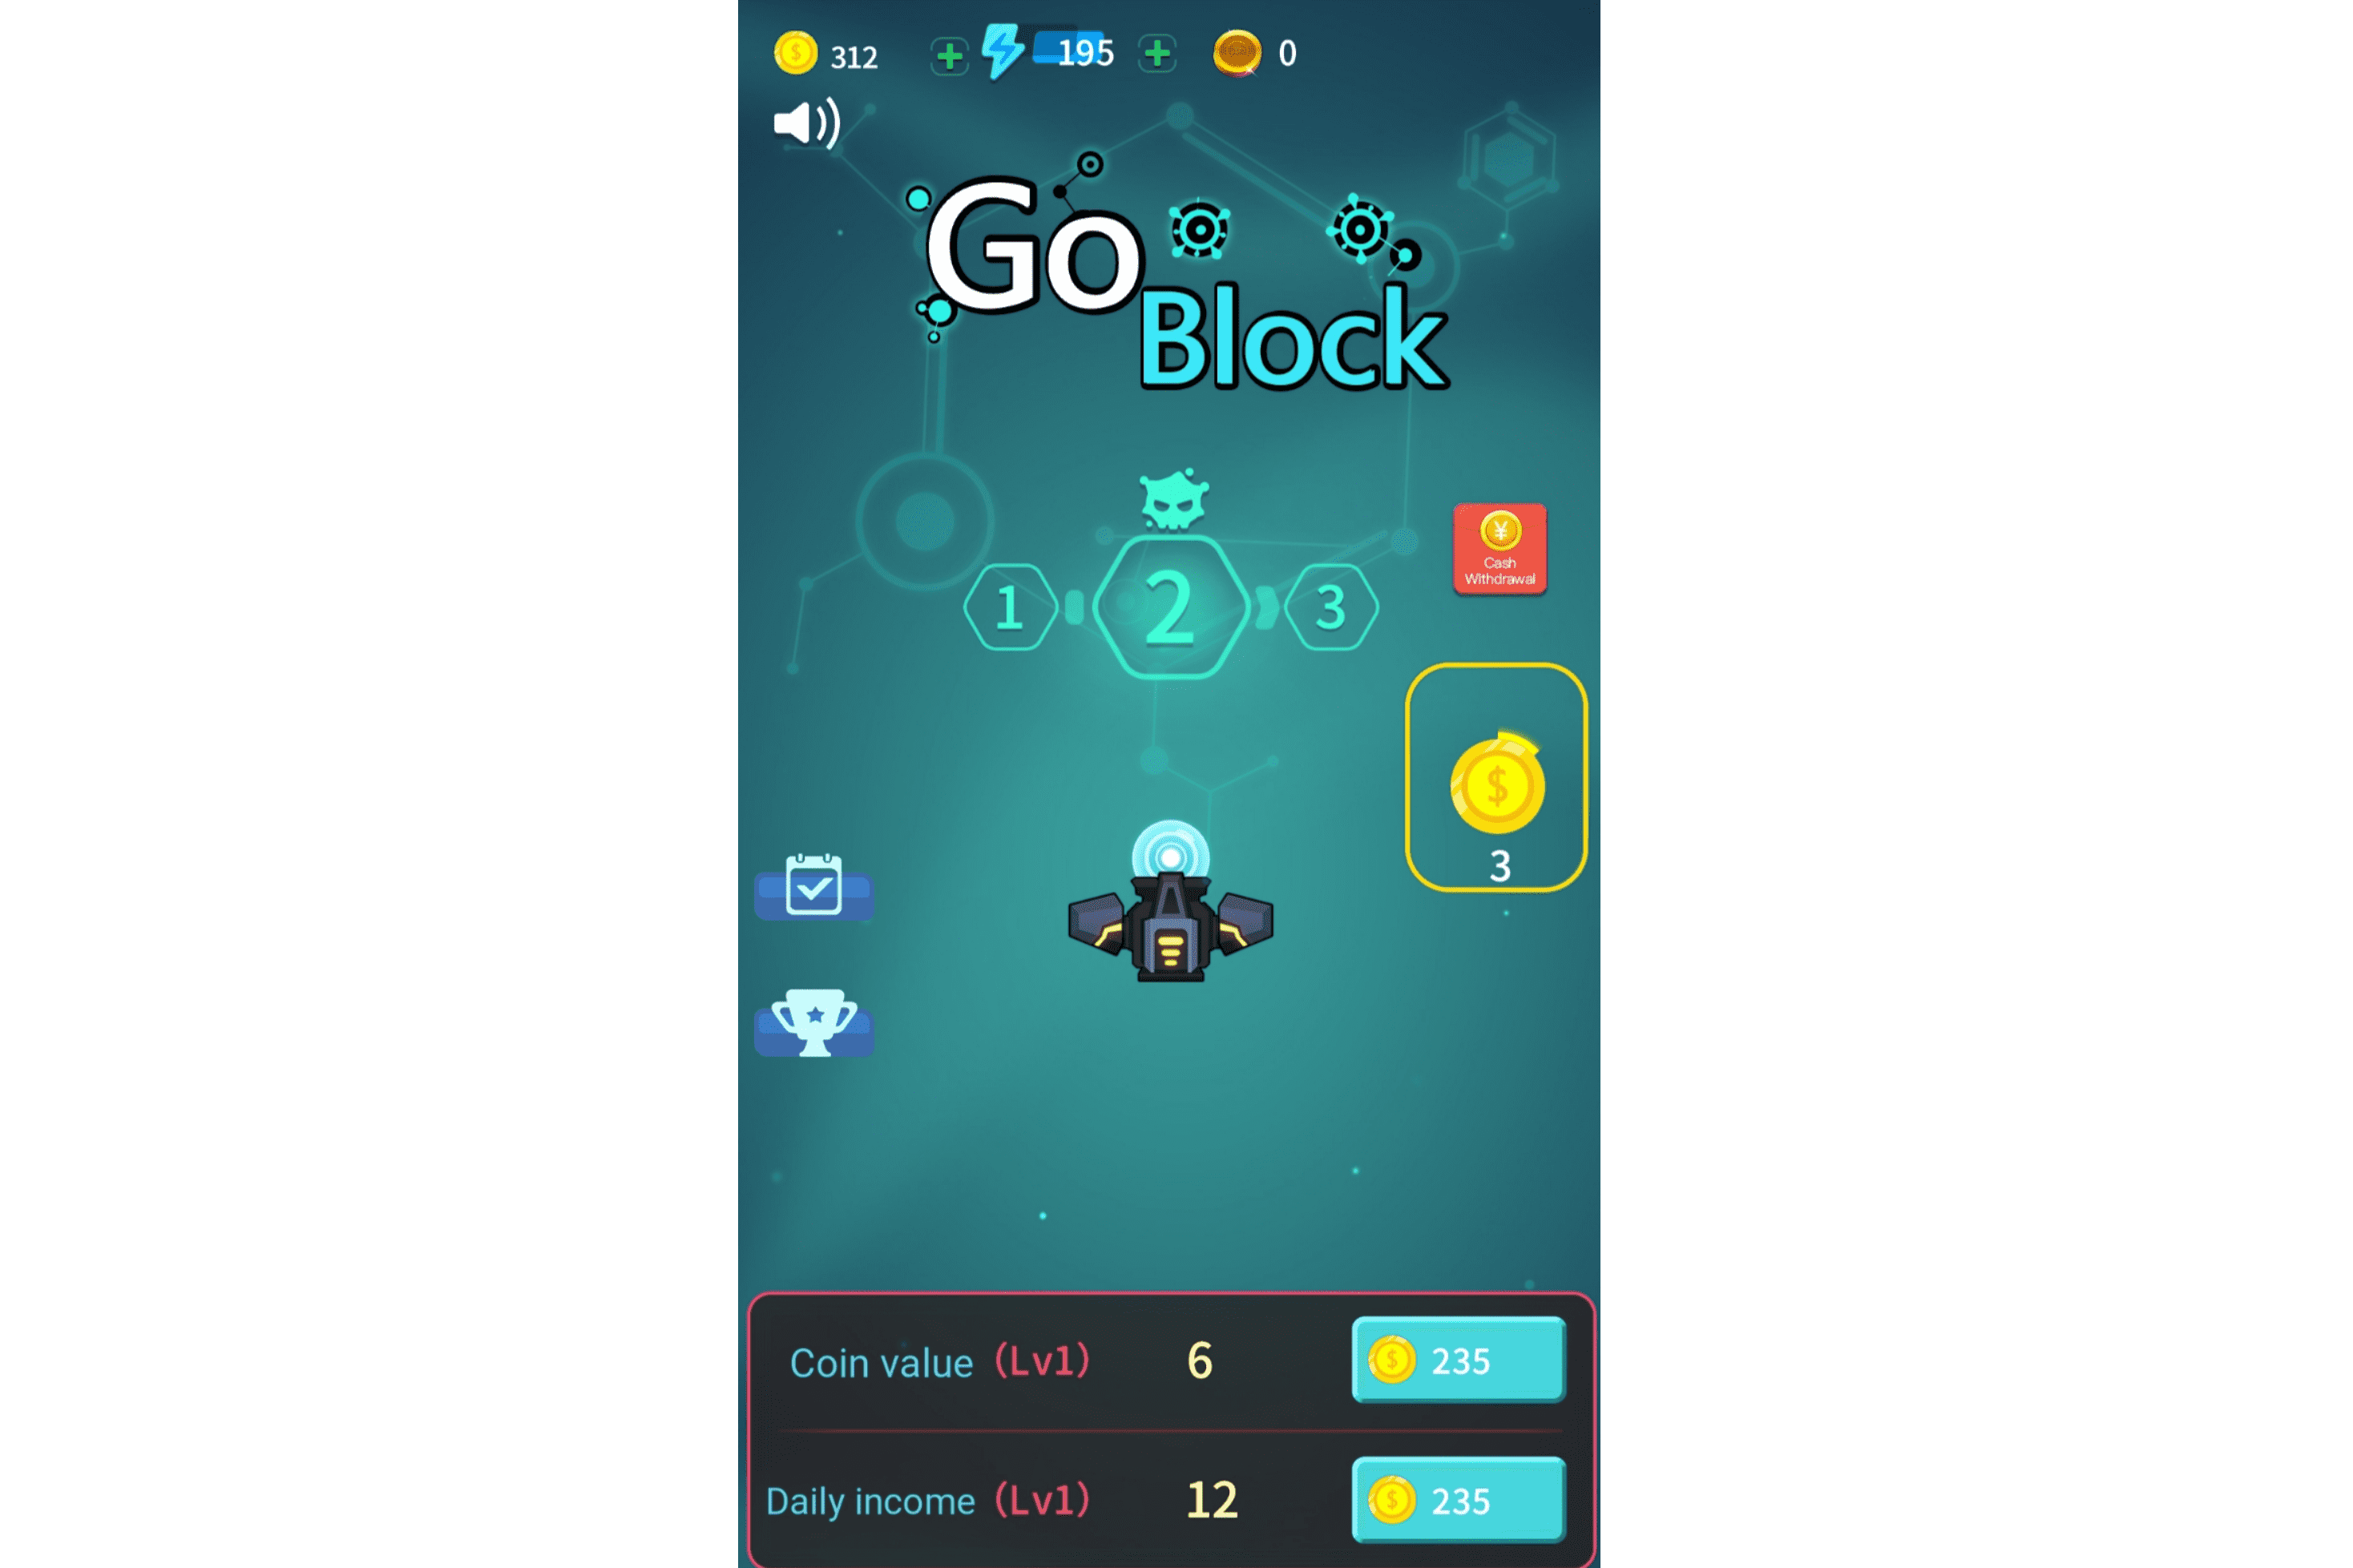 312
195
0
Go
Block
1
2
3
Cash
Withdrawal
3
Coin value (Lv1) 6 235
Daily income (Lv1) 12 235